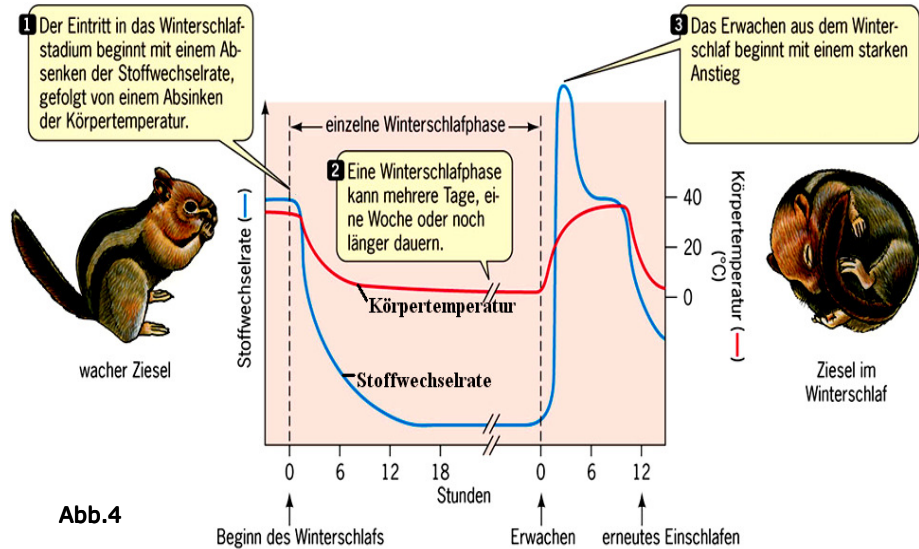 1 Der Eintritt in das Winterschlaf-
stadium beginnt mit einem Ab-
senken der Stoffwechselrate,
gefolgt von einem Absinken
der Körpertemperatur.
3 Das Erwachen aus dem Winter-
schlaf beginnt mit einem starken
Anstieg
einzelne Winterschlafphase
2 Eine Winterschlafphase
kann mehrere Tage, ei-
ne Woche oder noch
länger dauern.
Stoffwechselrate (—)
Körpertemperatur (—)
(°C)
40
20
0
Körpertemperatur
Stoffwechselrate
wacher Ziesel
Ziesel im
Winterschlaf
0 6 12 18 0 6 12
Stunden
Abb.4
Beginn des Winterschlafs Erwachen erneutes Einschlafen